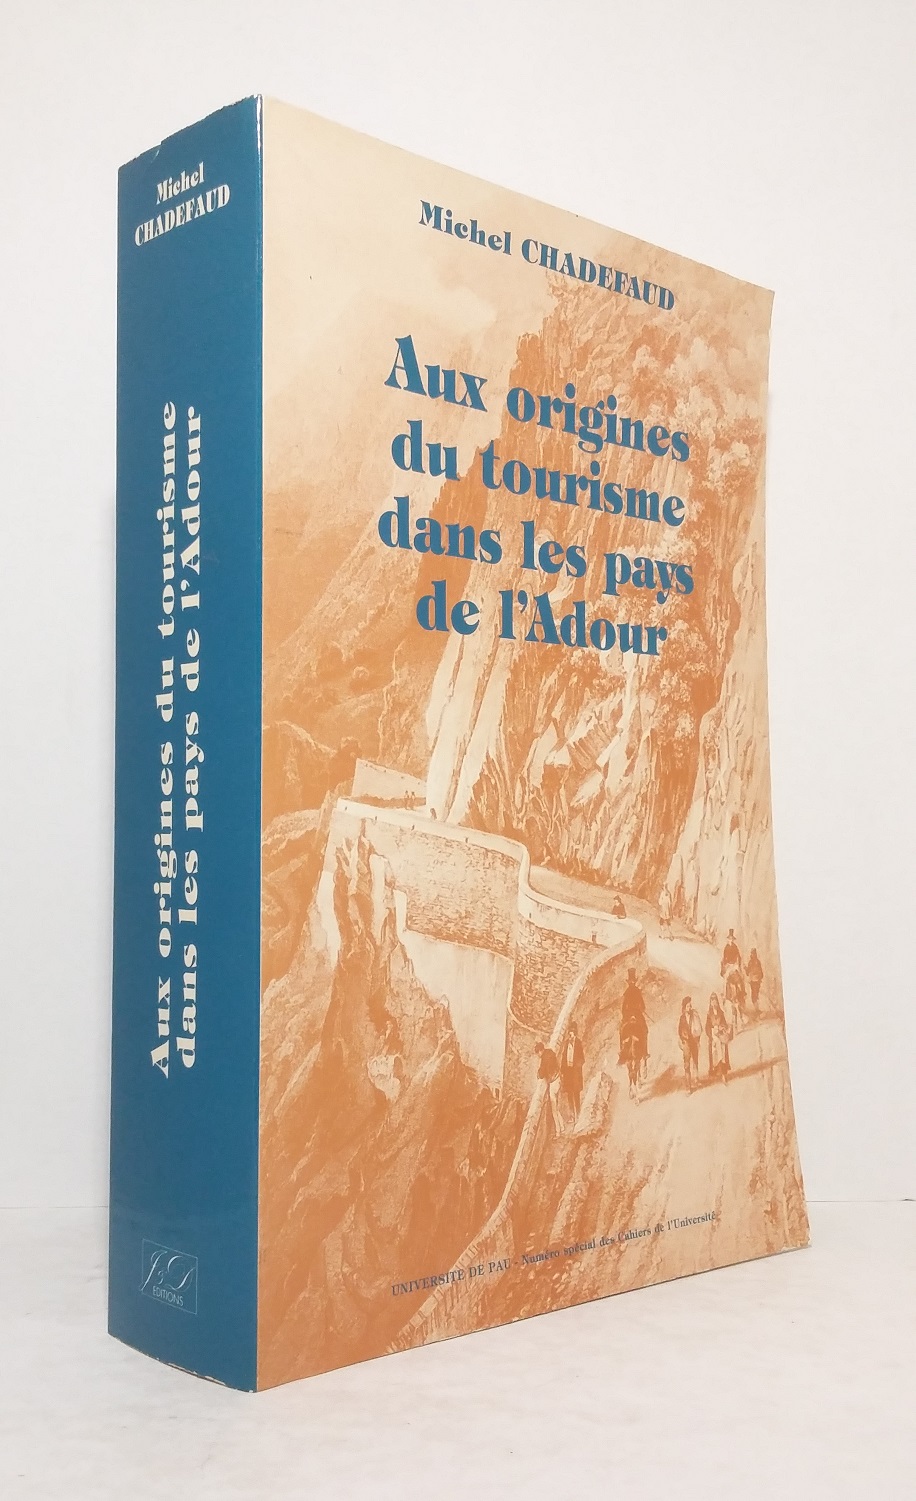 Michel
CHADEFAUD
Aux origines du tourisme
dans les pays de l'Adour
J&D
EDITIONS
Michel CHADEFAUD
Aux origines
du tourisme
dans les pays
de l'Adour
UNIVERSITE DE PAU - Numéro spécial des Cahiers de l'Université